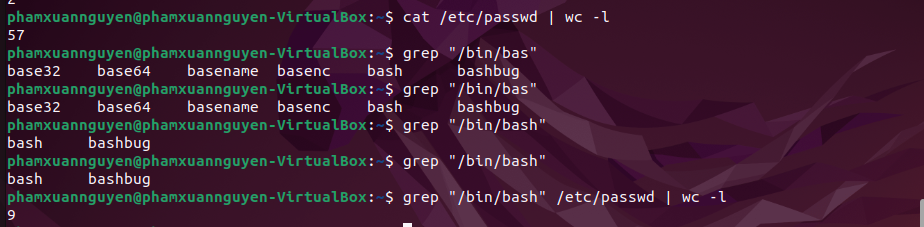 2
phamxuannguyen@phamxuannguyen-VirtualBox:~$ cat /etc/passwd | wc -l
57
phamxuannguyen@phamxuannguyen-VirtualBox:~$ grep "/bin/bas"
base32    base64    basename  basenc    bash      bashbug
phamxuannguyen@phamxuannguyen-VirtualBox:~$ grep "/bin/bas"
base32    base64    basename  basenc    bash      bashbug
phamxuannguyen@phamxuannguyen-VirtualBox:~$ grep "/bin/bash"
bash     bashbug
phamxuannguyen@phamxuannguyen-VirtualBox:~$ grep "/bin/bash"
bash     bashbug
phamxuannguyen@phamxuannguyen-VirtualBox:~$ grep "/bin/bash" /etc/passwd | wc -l
9